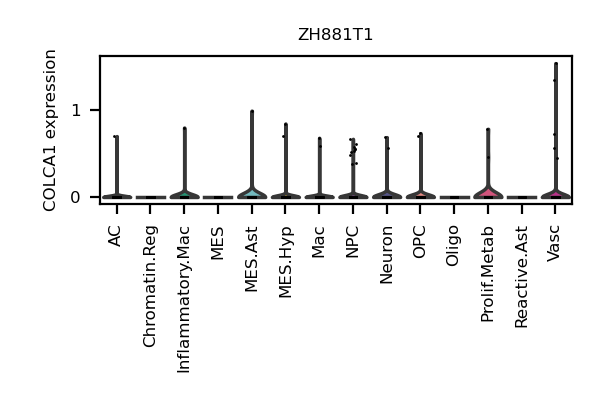 ZH881T1
COLCA1 expression
1
0
AC
Chromatin.Reg
Inflammatory.Mac
MES
MES.Ast
MES.Hyp
Mac
NPC
Neuron
OPC
Oligo
Prolif.Metab
Reactive.Ast
Vasc